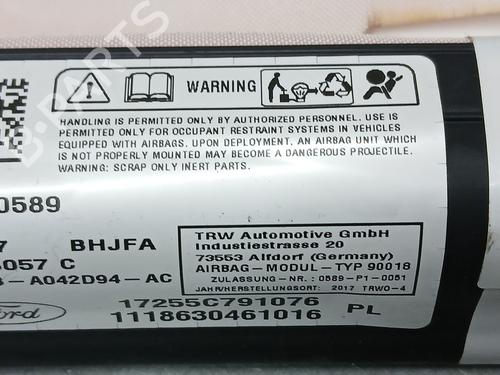 WARNING
HANDLING IS PERMITTED ONLY BY AUTHORIZED PERSONNEL. USE IS
PERMITTED ONLY FOR OCCUPANT RESTRAINT SYSTEMS IN VEHICLES
EQUIPPED WITH AIRBAGS. UPON DEPLOYMENT, AN AIRBAG UNIT WHICH
IS NOT PROPERLY MOUNTED MAY BECOME A DANGEROUS PROJECTILE.
WARNING: SCRAP ONLY INERT PARTS.
0589
7 BHJFA
057 C
A042D94-AC
TRW Automotive GmbH
Industiestrasse 20
73553 Alfdorf (Germany)
AIRBAG-MODUL-TYP 90018
ZULASSUNG-NR.:0589-P1-0051
JAHR/HERSTELLUNGSORT: 2017 TRWO-4
Ford
17255C791076
1118630461016 PL
B-PARTS